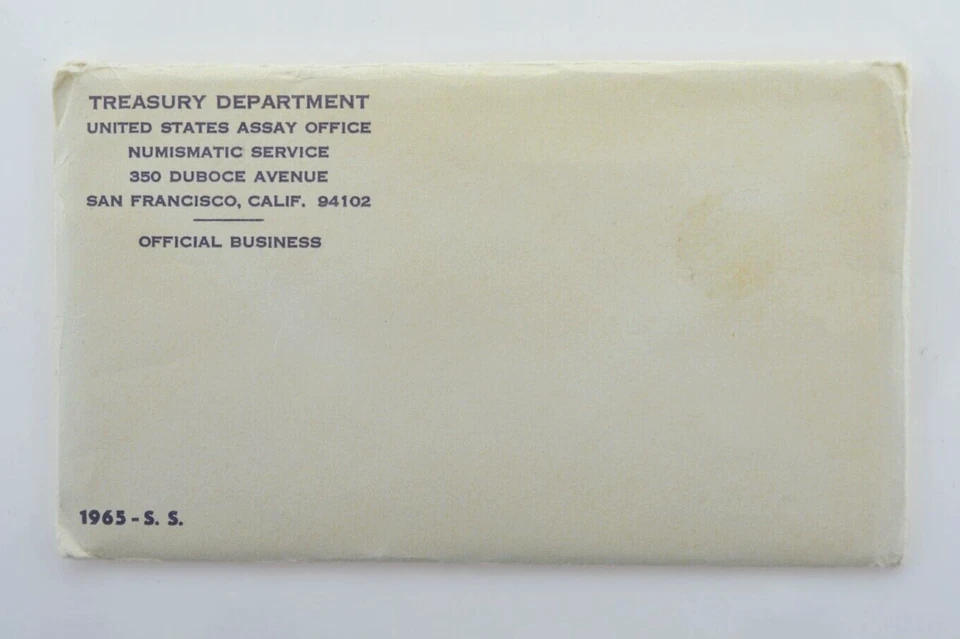 TREASURY DEPARTMENT
UNITED STATES ASSAY OFFICE
NUMISMATIC SERVICE
350 DUBOCE AVENUE
SAN FRANCISCO, CALIF. 94102
OFFICIAL BUSINESS
1965 - S. S.